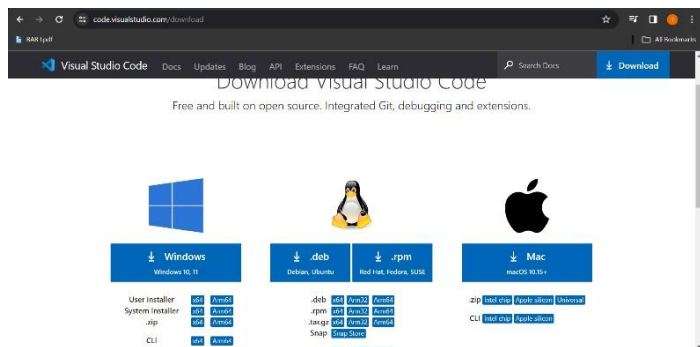 code.visualstudio.com/download
All Bookmarks
Visual Studio Code Docs Updates Blog API Extensions FAQ Learn Search Docs Download
Download Visual Studio Code
Free and built on open source. Integrated Git, debugging and extensions.
Windows
Windows 10, 11
User Installer x64 Arm64
System Installer x64 Arm64
.zip x64 Arm64
CLI x64 Arm64
.deb
Debian, Ubuntu
.rpm
Red Hat, Fedora, SUSE
.deb x64 Arm32 Arm64
.rpm x64 Arm32 Arm64
.tar.gz x64 Arm32 Arm64
Snap Snap Store
Mac
macOS 10.15+
.zip Intel chip Apple silicon Universal
CLI Intel chip Apple silicon